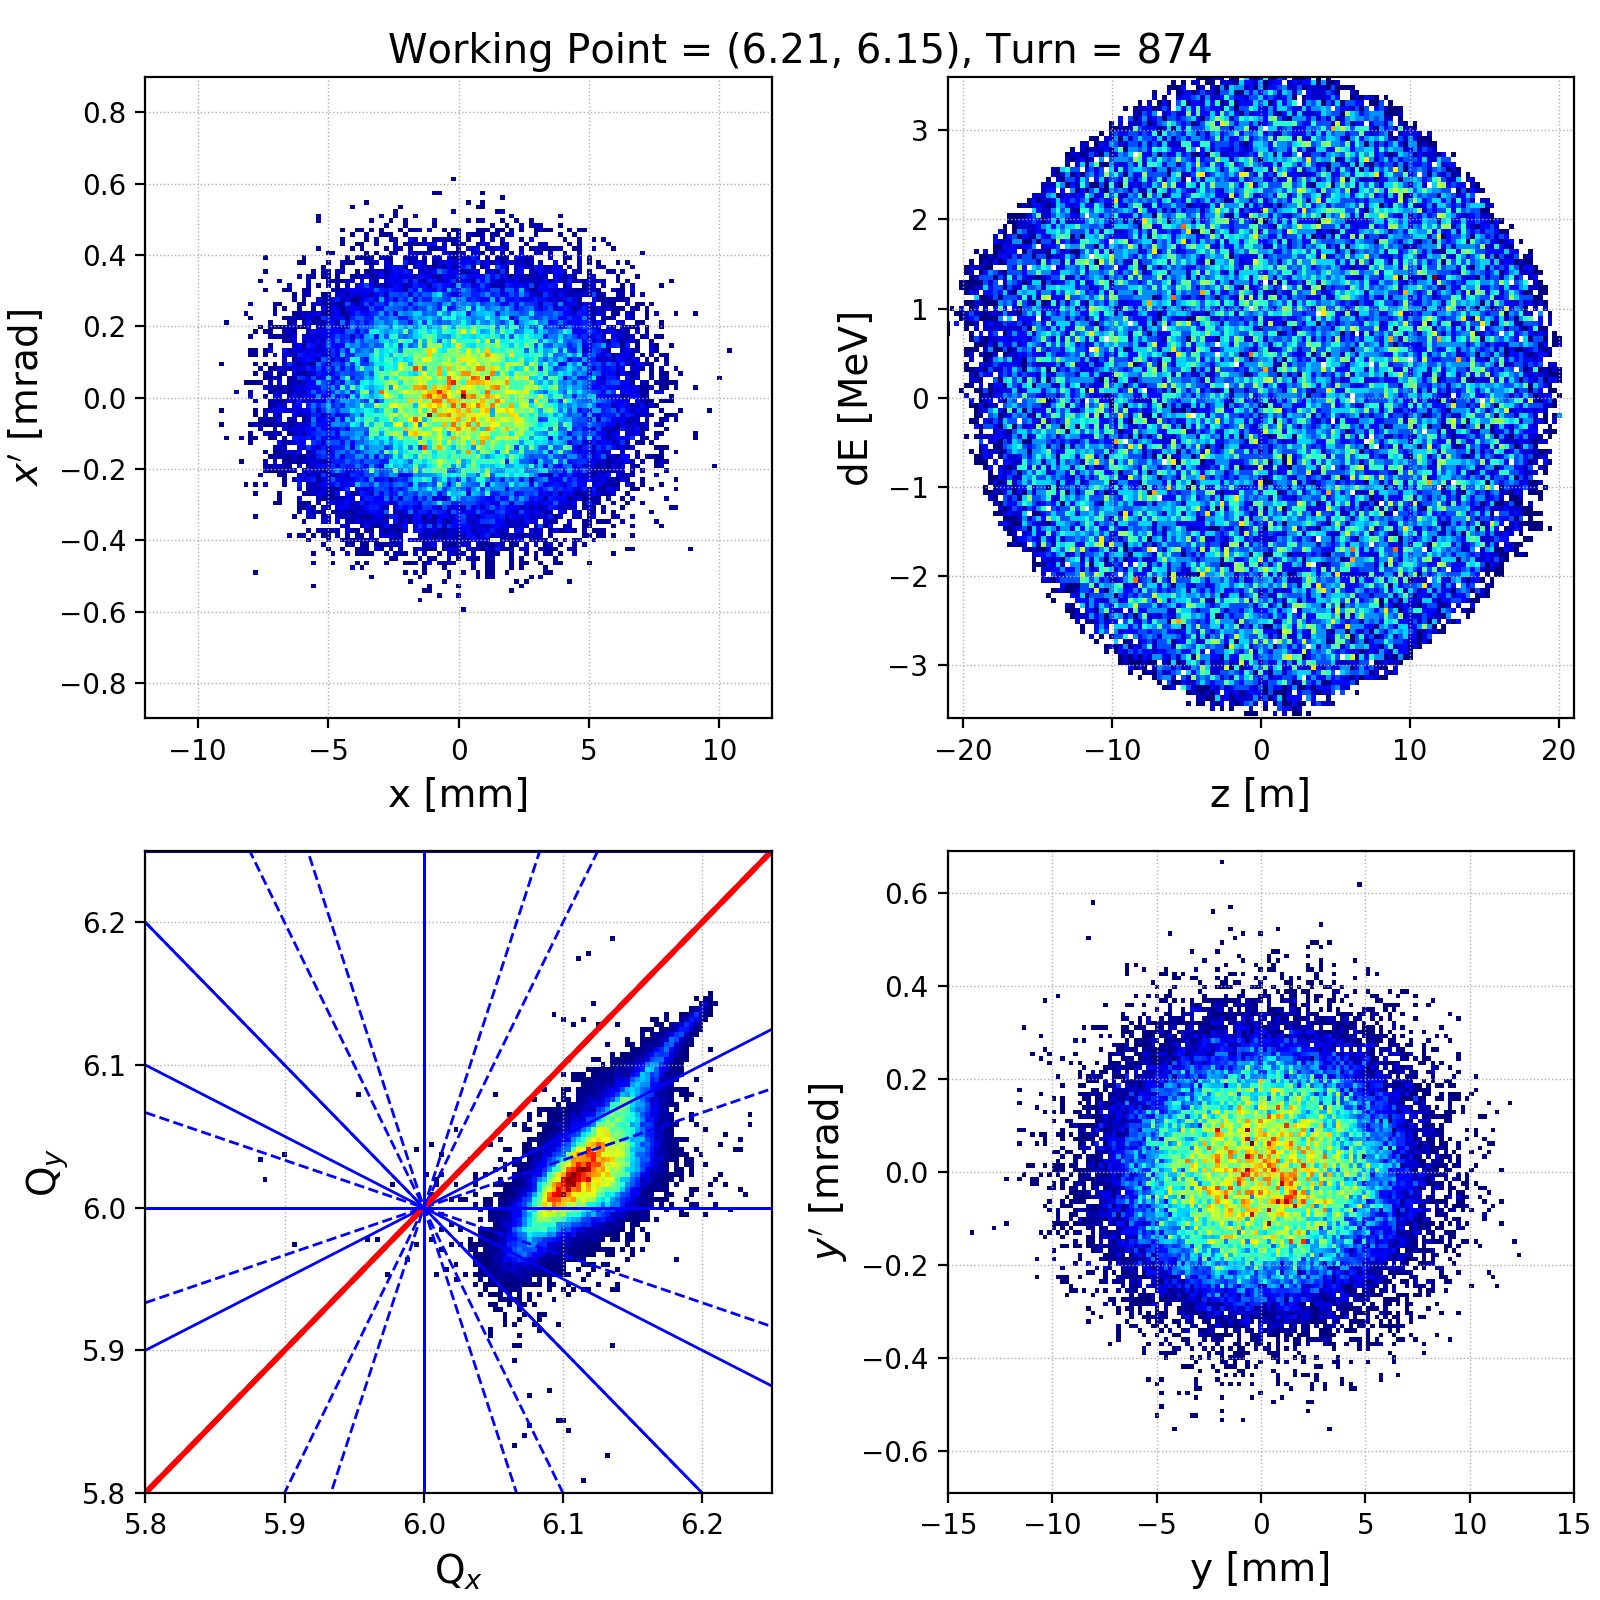 Working Point = (6.21, 6.15), Turn = 874
0.8
0.6
0.4
0.2
0.0
−0.2
−0.4
−0.6
−0.8
x′ [mrad]
−10 −5 0 5 10
x [mm]
3
2
1
0
−1
−2
−3
dE [MeV]
−20 −10 0 10 20
z [m]
6.2
6.1
6.0
5.9
5.8
Qy
5.8 5.9 6.0 6.1 6.2
Qx
0.6
0.4
0.2
0.0
−0.2
−0.4
−0.6
y′ [mrad]
−15 −10 −5 0 5 10 15
y [mm]